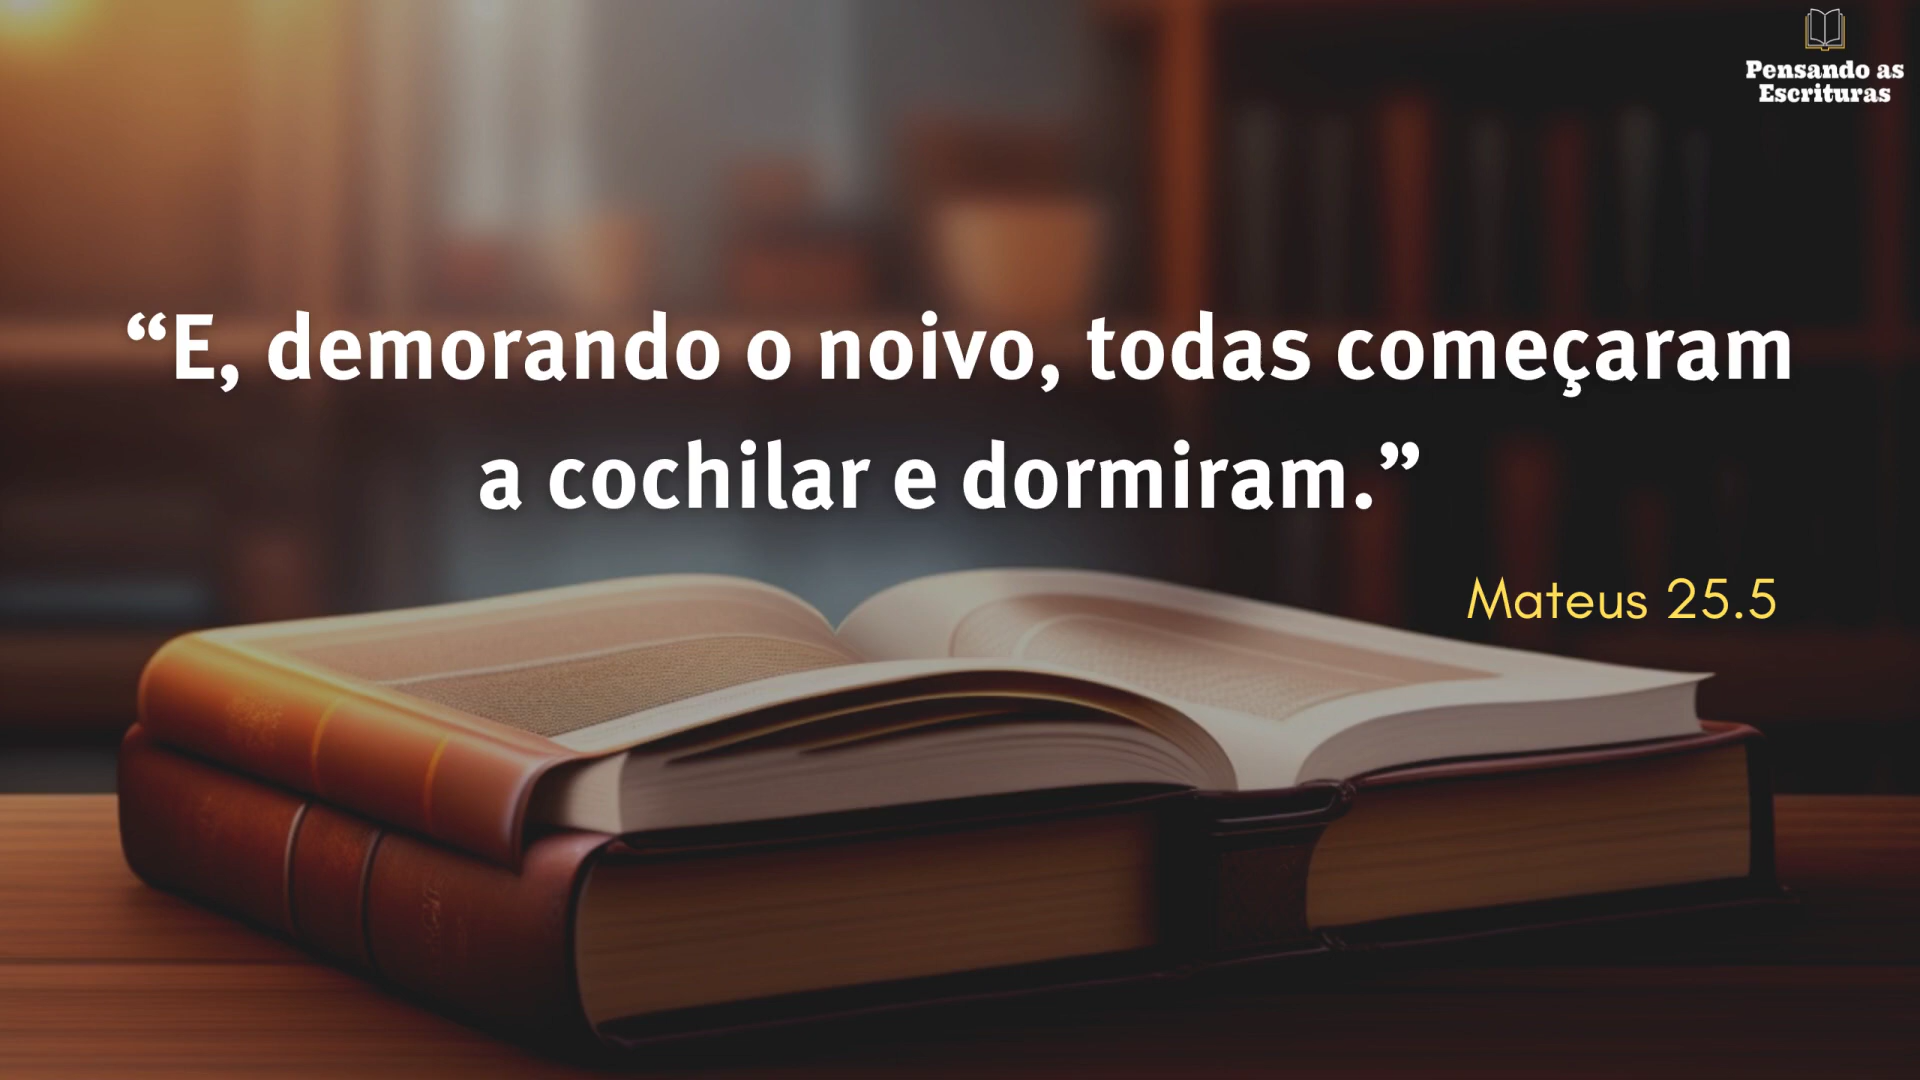 Pensando as
Escrituras
“E, demorando o noivo, todas começaram
a cochilar e dormiram.”
Mateus 25.5